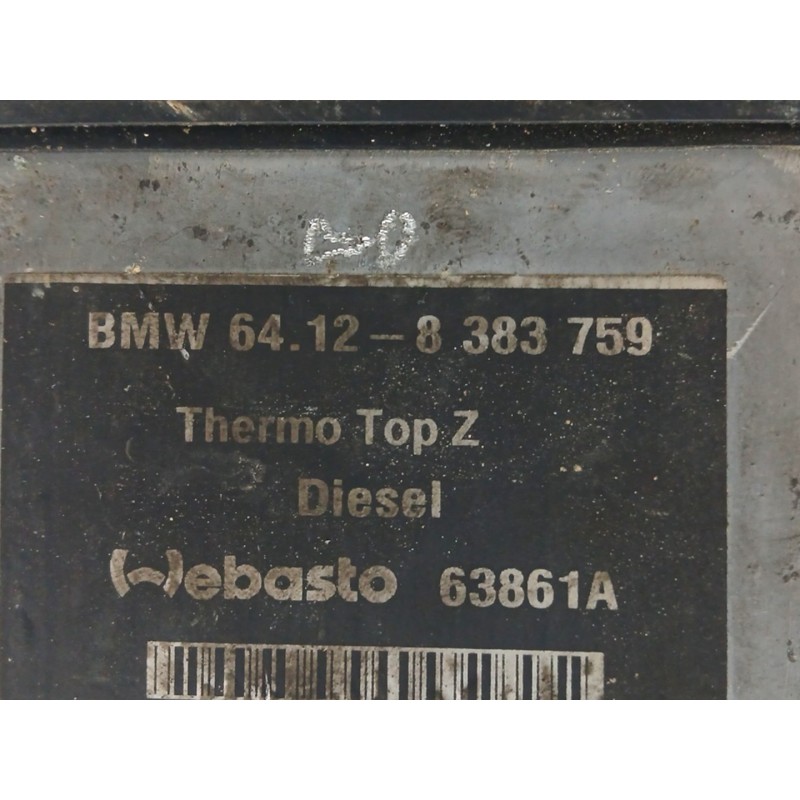 BMW 64.12 – 8 383 759
Thermo Top Z
Diesel
Webasto 63861A